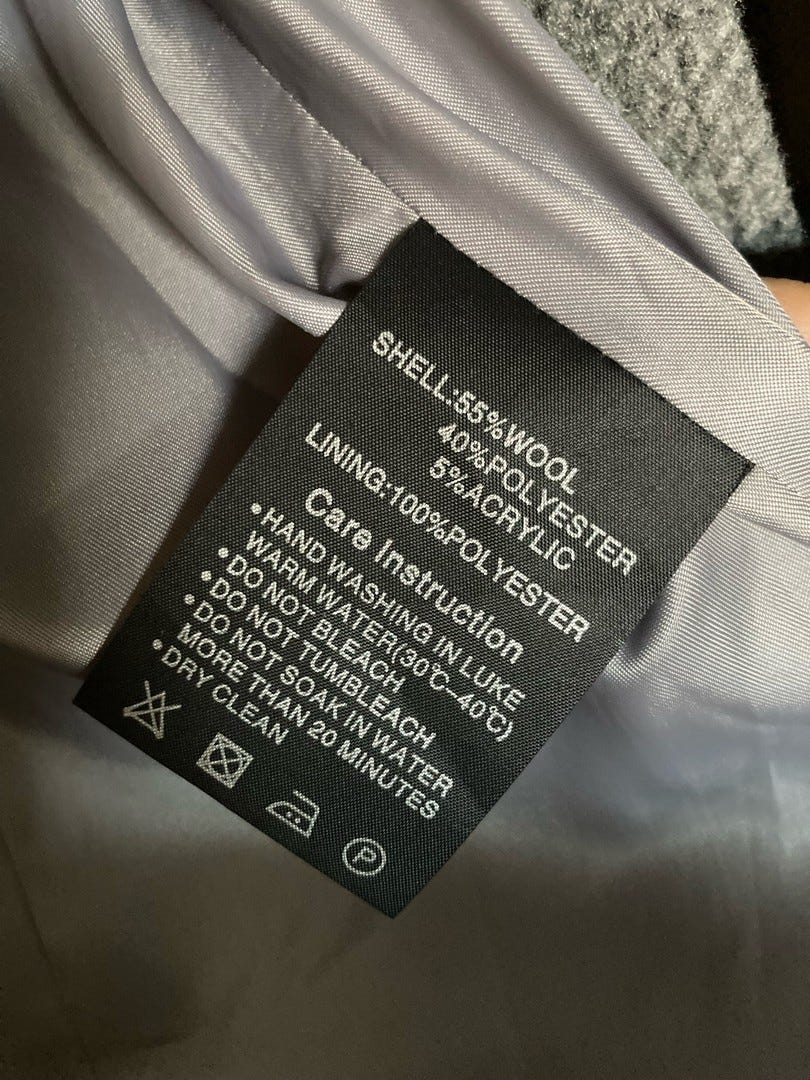 SHELL:55%WOOL
40%POLYESTER
5%ACRYLIC
LINING:100%POLYESTER
Care Instruction
•HAND WASHING IN LUKE
WARM WATER(30℃–40℃)
•DO NOT BLEACH
•DO NOT TUMBLEACH
•DO NOT SOAK IN WATER
MORE THAN 20 MINUTES
•DRY CLEAN
P